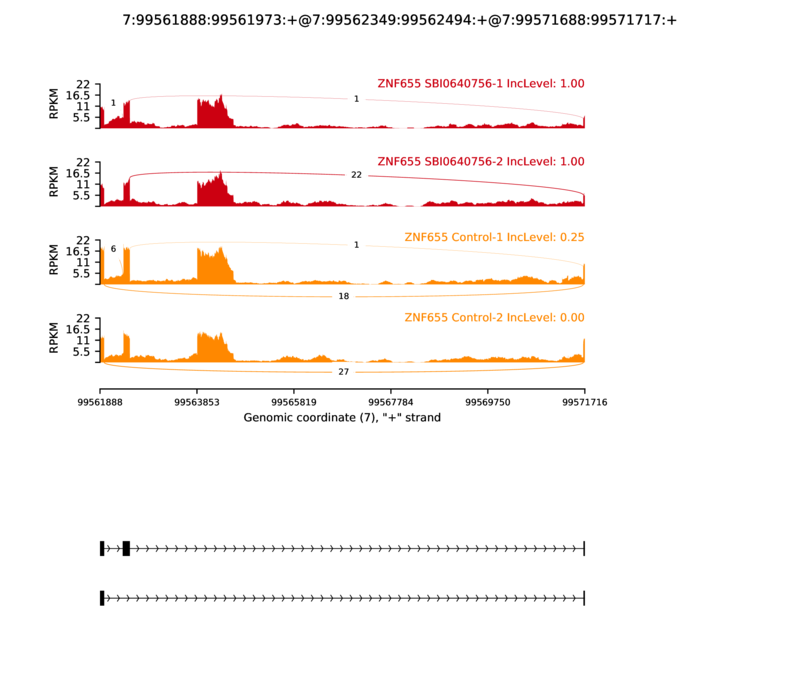 7:99561888:99561973:+@7:99562349:99562494:+@7:99571688:99571717:+
ZNF655 SBI0640756-1 IncLevel: 1.00
RPKM
22
16.5
11
5.5
1
1
ZNF655 SBI0640756-2 IncLevel: 1.00
RPKM
22
16.5
11
5.5
22
ZNF655 Control-1 IncLevel: 0.25
RPKM
22
16.5
11
5.5
6
1
18
ZNF655 Control-2 IncLevel: 0.00
RPKM
22
16.5
11
5.5
27
99561888 99563853 99565819 99567784 99569750 99571716
Genomic coordinate (7), "+" strand